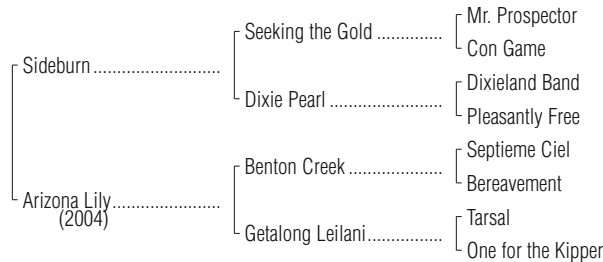 Mr. Prospector
Seeking the Gold ..............
Con Game
Sideburn ...........................
Dixieland Band
Dixie Pearl ........................
Pleasantly Free
Septieme Ciel
Benton Creek ....................
Bereavement
Arizona Lily .......................
(2004)
Tarsal
Getalong Leilani................
One for the Kipper